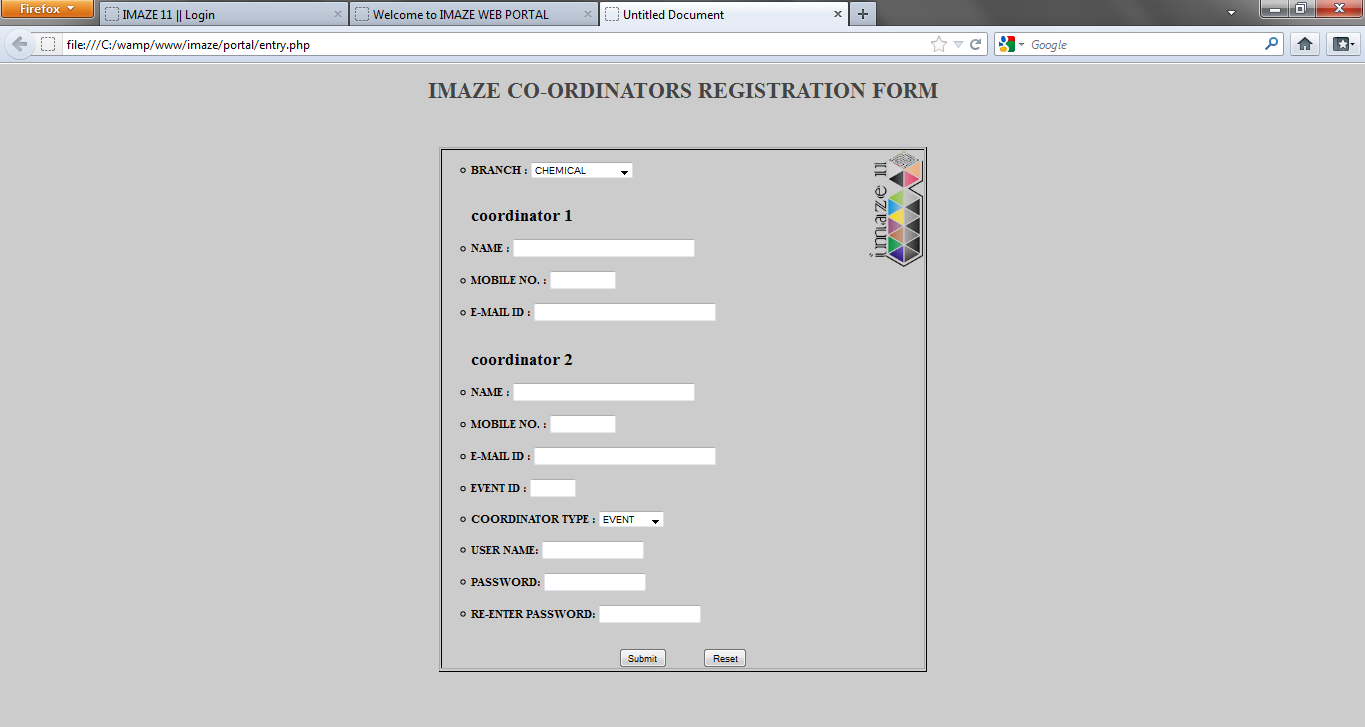 Firefox
IMAZE 11 || Login
Welcome to IMAZE WEB PORTAL
Untitled Document
file:///C:/wamp/www/imaze/portal/entry.php
Google
IMAZE CO-ORDINATORS REGISTRATION FORM
BRANCH : CHEMICAL
imaze 11
coordinator 1
NAME :
MOBILE NO. :
E-MAIL ID :
coordinator 2
NAME :
MOBILE NO. :
E-MAIL ID :
EVENT ID :
COORDINATOR TYPE : EVENT
USER NAME:
PASSWORD:
RE-ENTER PASSWORD:
Submit Reset